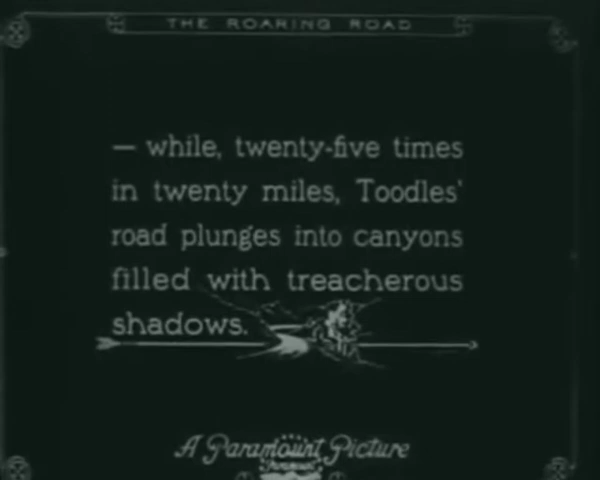 THE ROARING ROAD
— while, twenty-five times
in twenty miles, Toodles'
road plunges into canyons
filled with treacherous
shadows.
A Paramount Picture
Paramount